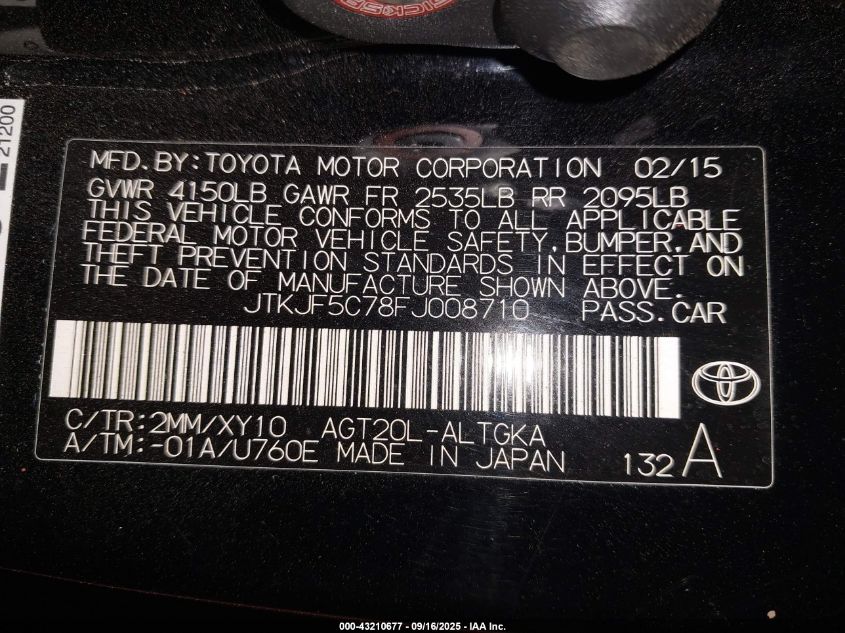 21200
MFD.BY:TOYOTA MOTOR CORPORATION 02/15
GVWR 4150LB GAWR FR 2535LB RR 2095LB
THIS VEHICLE CONFORMS TO ALL APPLICABLE
FEDERAL MOTOR VEHICLE SAFETY, BUMPER, AND
THEFT PREVENTION STANDARDS IN EFFECT ON
THE DATE OF MANUFACTURE SHOWN ABOVE.
JTKJF5C78FJ008710 PASS.CAR
C/TR:2MM/XY10 AGT20L-ALTGKA
A/TM:-01A/U760E MADE IN JAPAN 132A
000-43210677 - 09/16/2025 - IAA Inc.